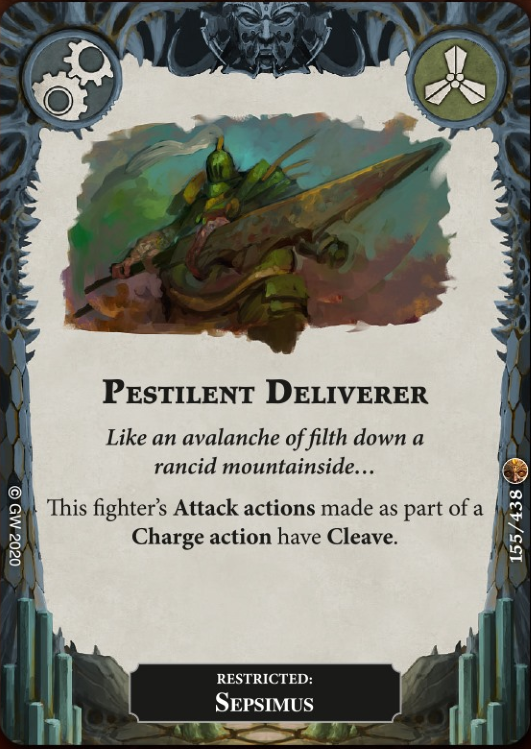 Pestilent Deliverer
Like an avalanche of filth down a
rancid mountainside…
This fighter's Attack actions made as part of a
Charge action have Cleave.
© GW 2020
155/438
RESTRICTED:
Sepsimus